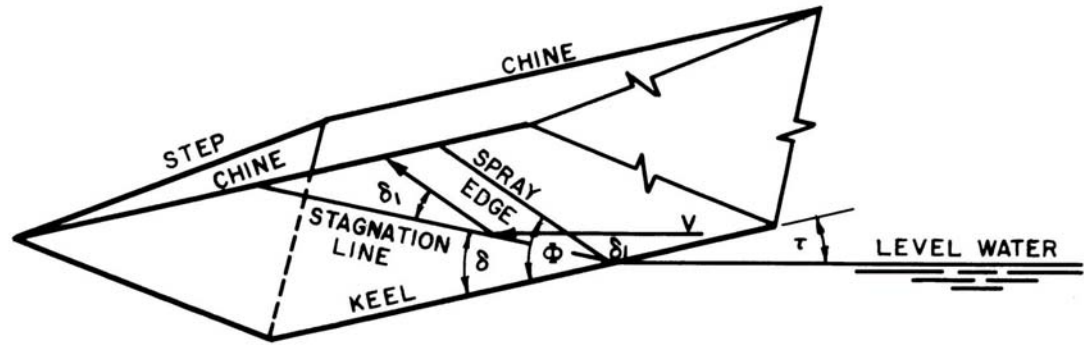 CHINE
STEP
CHINE
SPRAY
EDGE
δ₁
STAGNATION
LINE
V
δ
Φ
δ₁
τ
LEVEL WATER
KEEL